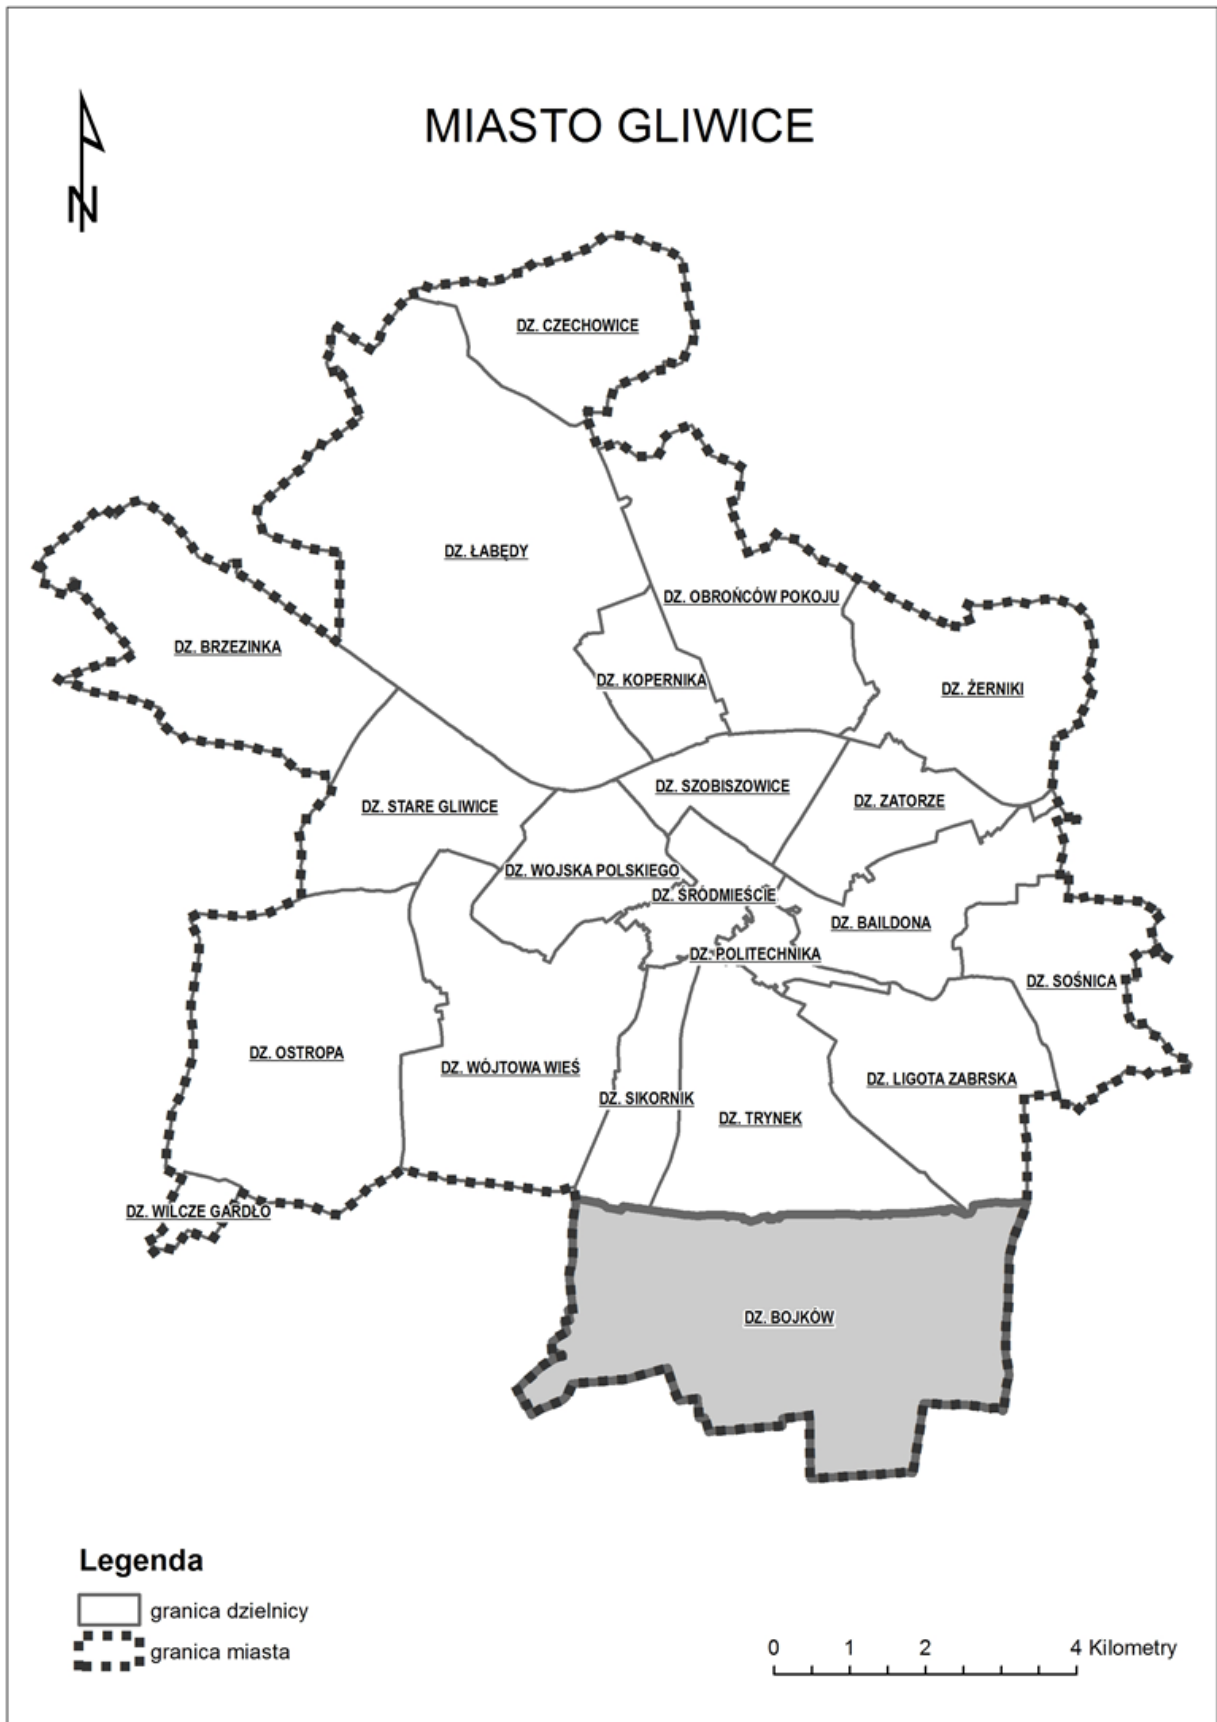 MIASTO GLIWICE
N
DZ. CZECHOWICE
DZ. ŁABĘDY
DZ. OBROŃCÓW POKOJU
DZ. BRZEZINKA
DZ. KOPERNIKA
DZ. ŻERNIKI
DZ. SZOBISZOWICE
DZ. STARE GLIWICE
DZ. ZATORZE
DZ. WOJSKA POLSKIEGO
DZ. ŚRÓDMIEŚCIE
DZ. BAILDONA
DZ. POLITECHNIKA
DZ. SOŚNICA
DZ. OSTROPA
DZ. WÓJTOWA WIEŚ
DZ. LIGOTA ZABRSKA
DZ. SIKORNIK
DZ. TRYNEK
DZ. WILCZE GARDŁO
DZ. BOJKÓW
Legenda
granica dzielnicy
granica miasta
0 1 2 4 Kilometry